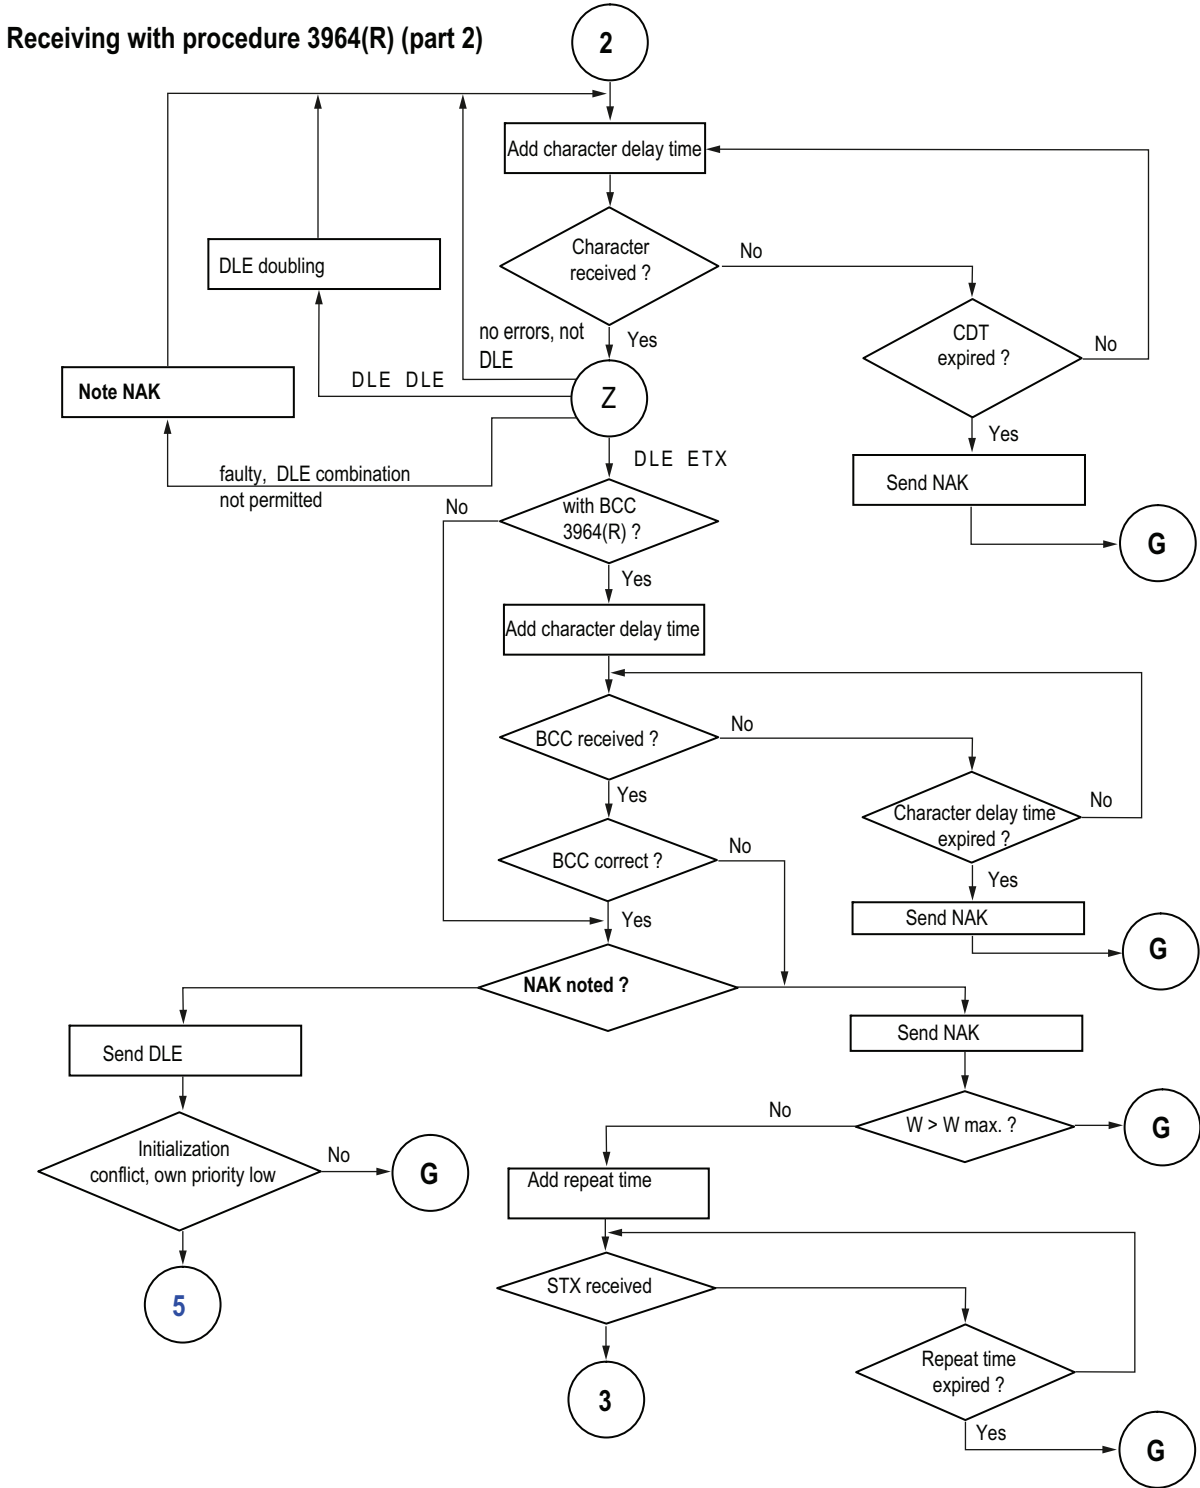 Receiving with procedure 3964(R) (part 2)
2
Add character delay time
Character
received ?
No
DLE doubling
CDT
expired ?
No
no errors, not
DLE
Yes
DLE DLE
Note NAK
Z
Yes
DLE ETX
faulty, DLE combination
not permitted
Send NAK
No
with BCC
3964(R) ?
G
Yes
Add character delay time
BCC received ?
No
Yes
Character delay time
expired ?
No
BCC correct ?
No
Yes
Yes
Send NAK
G
NAK noted ?
Send DLE
Send NAK
No
W > W max. ?
G
Initialization
conflict, own priority low
No
G
Add repeat time
5
STX received
Repeat time
expired ?
3
Yes
G